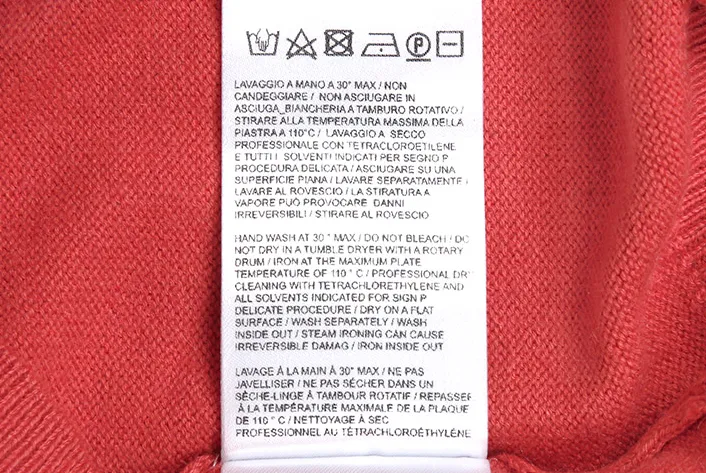 P
LAVAGGIO A MANO A 30° MAX / NON
CANDEGGIARE / NON ASCIUGARE IN
ASCIUGA_BIANCHERIA A TAMBURO ROTATIVO /
STIRARE ALLA TEMPERATURA MASSIMA DELLA
PIASTRA A 110°C / LAVAGGIO A SECCO
PROFESSIONALE CON TETRACLOROETILENE
E TUTTI I SOLVENTI INDICATI PER SEGNO P
PROCEDURA DELICATA / ASCIUGARE SU UNA
SUPERFICIE PIANA / LAVARE SEPARATAMENTE /
LAVARE AL ROVESCIO / LA STIRATURA A
VAPORE PUÒ PROVOCARE DANNI
IRREVERSIBILI / STIRARE AL ROVESCIO
HAND WASH AT 30 ° MAX / DO NOT BLEACH / DO
NOT DRY IN A TUMBLE DRYER WITH A ROTARY
DRUM / IRON AT THE MAXIMUM PLATE
TEMPERATURE OF 110 ° C / PROFESSIONAL DR
CLEANING WITH TETRACHLORETHYLENE AND
ALL SOLVENTS INDICATED FOR SIGN P
DELICATE PROCEDURE / DRY ON A FLAT
SURFACE / WASH SEPARATELY / WASH
INSIDE OUT / STEAM IRONING CAN CAUSE
IRREVERSIBLE DAMAG / IRON INSIDE OUT
LAVAGE À LA MAIN À 30° MAX / NE PAS
JAVELLISER / NE PAS SÉCHER DANS UN
SÈCHE-LINGE À TAMBOUR ROTATIF / REPASSER
À LA TEMPÉRATURE MAXIMALE DE LA PLAQUE
DE 110 ° C / NETTOYAGE À SEC
PROFESSIONNEL AU TÉTRACHLOROÉTHYLÈNE